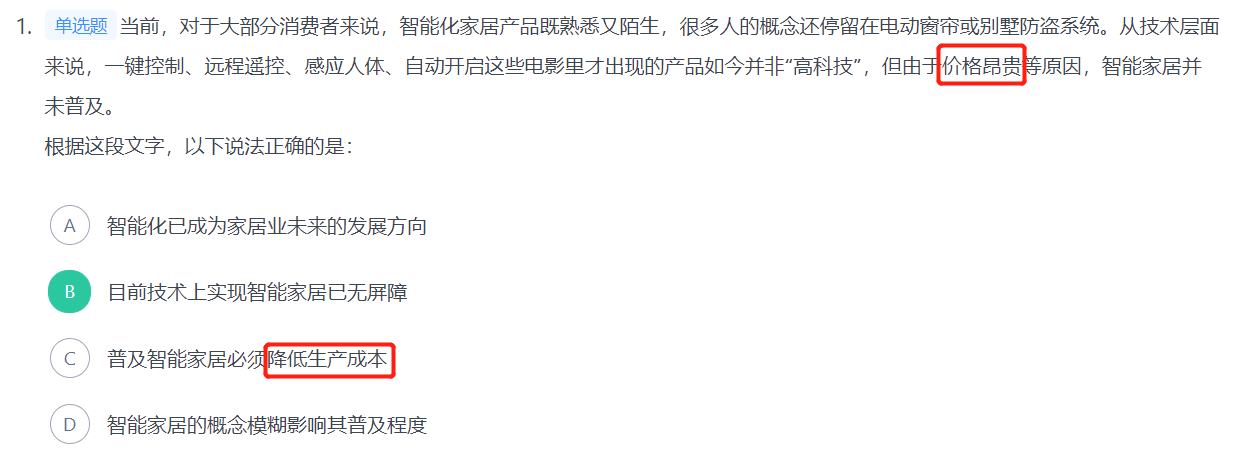 1. 单选题 当前，对于大部分消费者来说，智能化家居产品既熟悉又陌生，很多人的概念还停留在电动窗帘或别墅防盗系统。从技术层面
来说，一键控制、远程遥控、感应人体、自动开启这些电影里才出现的产品如今并非“高科技”，但由于价格昂贵等原因，智能家居并
未普及。
根据这段文字，以下说法正确的是：
A 智能化已成为家居业未来的发展方向
B 目前技术上实现智能家居已无屏障
C 普及智能家居必须降低生产成本
D 智能家居的概念模糊影响其普及程度